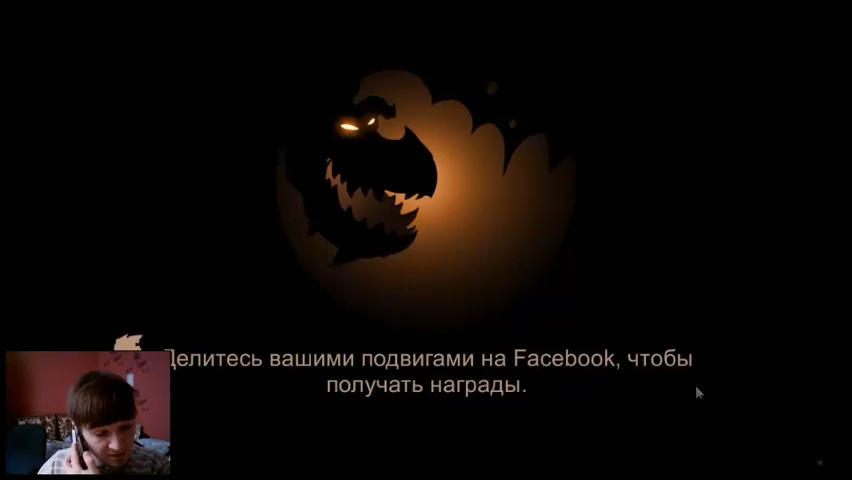 Делитесь вашими подвигами на Facebook, чтобы
получать награды.